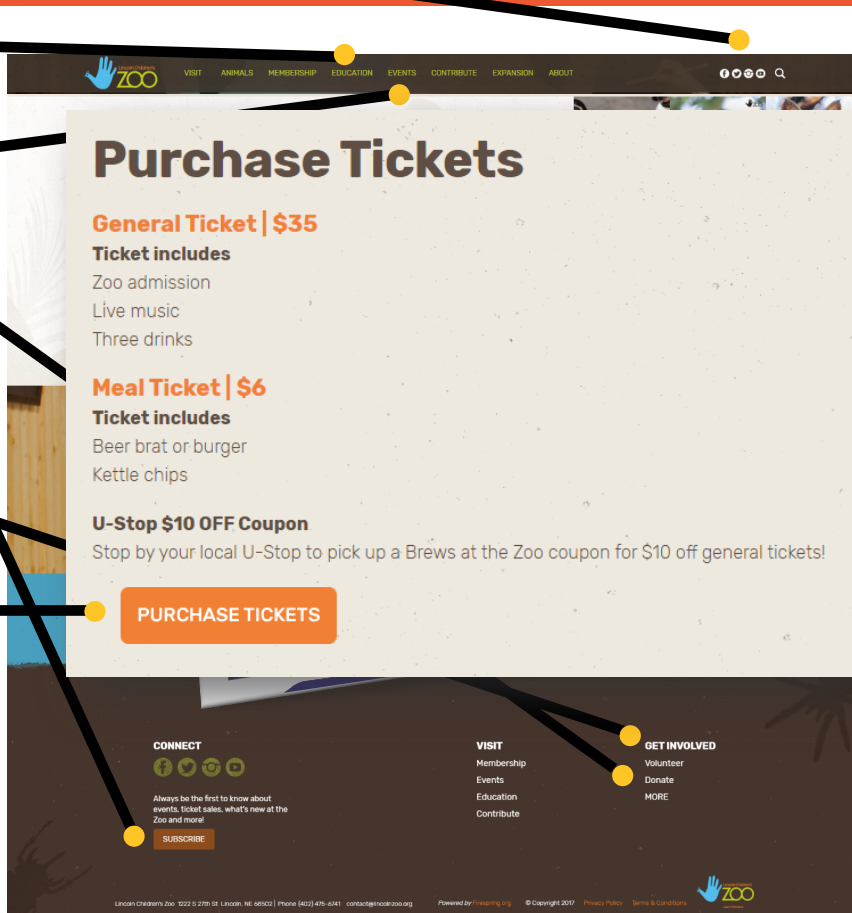 Lincoln Children's
ZOO
VISIT ANIMALS MEMBERSHIP EDUCATION EVENTS CONTRIBUTE EXPANSION ABOUT
Purchase Tickets
General Ticket | $35
Ticket includes
Zoo admission
Live music
Three drinks
Meal Ticket | $6
Ticket includes
Beer brat or burger
Kettle chips
U-Stop $10 OFF Coupon
Stop by your local U-Stop to pick up a Brews at the Zoo coupon for $10 off general tickets!
PURCHASE TICKETS
CONNECT
Always be the first to know about
events, ticket sales, what's new at the
Zoo and more!
SUBSCRIBE
VISIT
Membership
Events
Education
Contribute
GET INVOLVED
Volunteer
Donate
MORE
Lincoln Children's Zoo 1222 S 27th St Lincoln, NE 68502 | Phone (402) 475-6741 contact@lincolnzoo.org Powered by Firespring.org © Copyright 2017 Privacy Policy Terms & Conditions
Lincoln Children's
ZOO